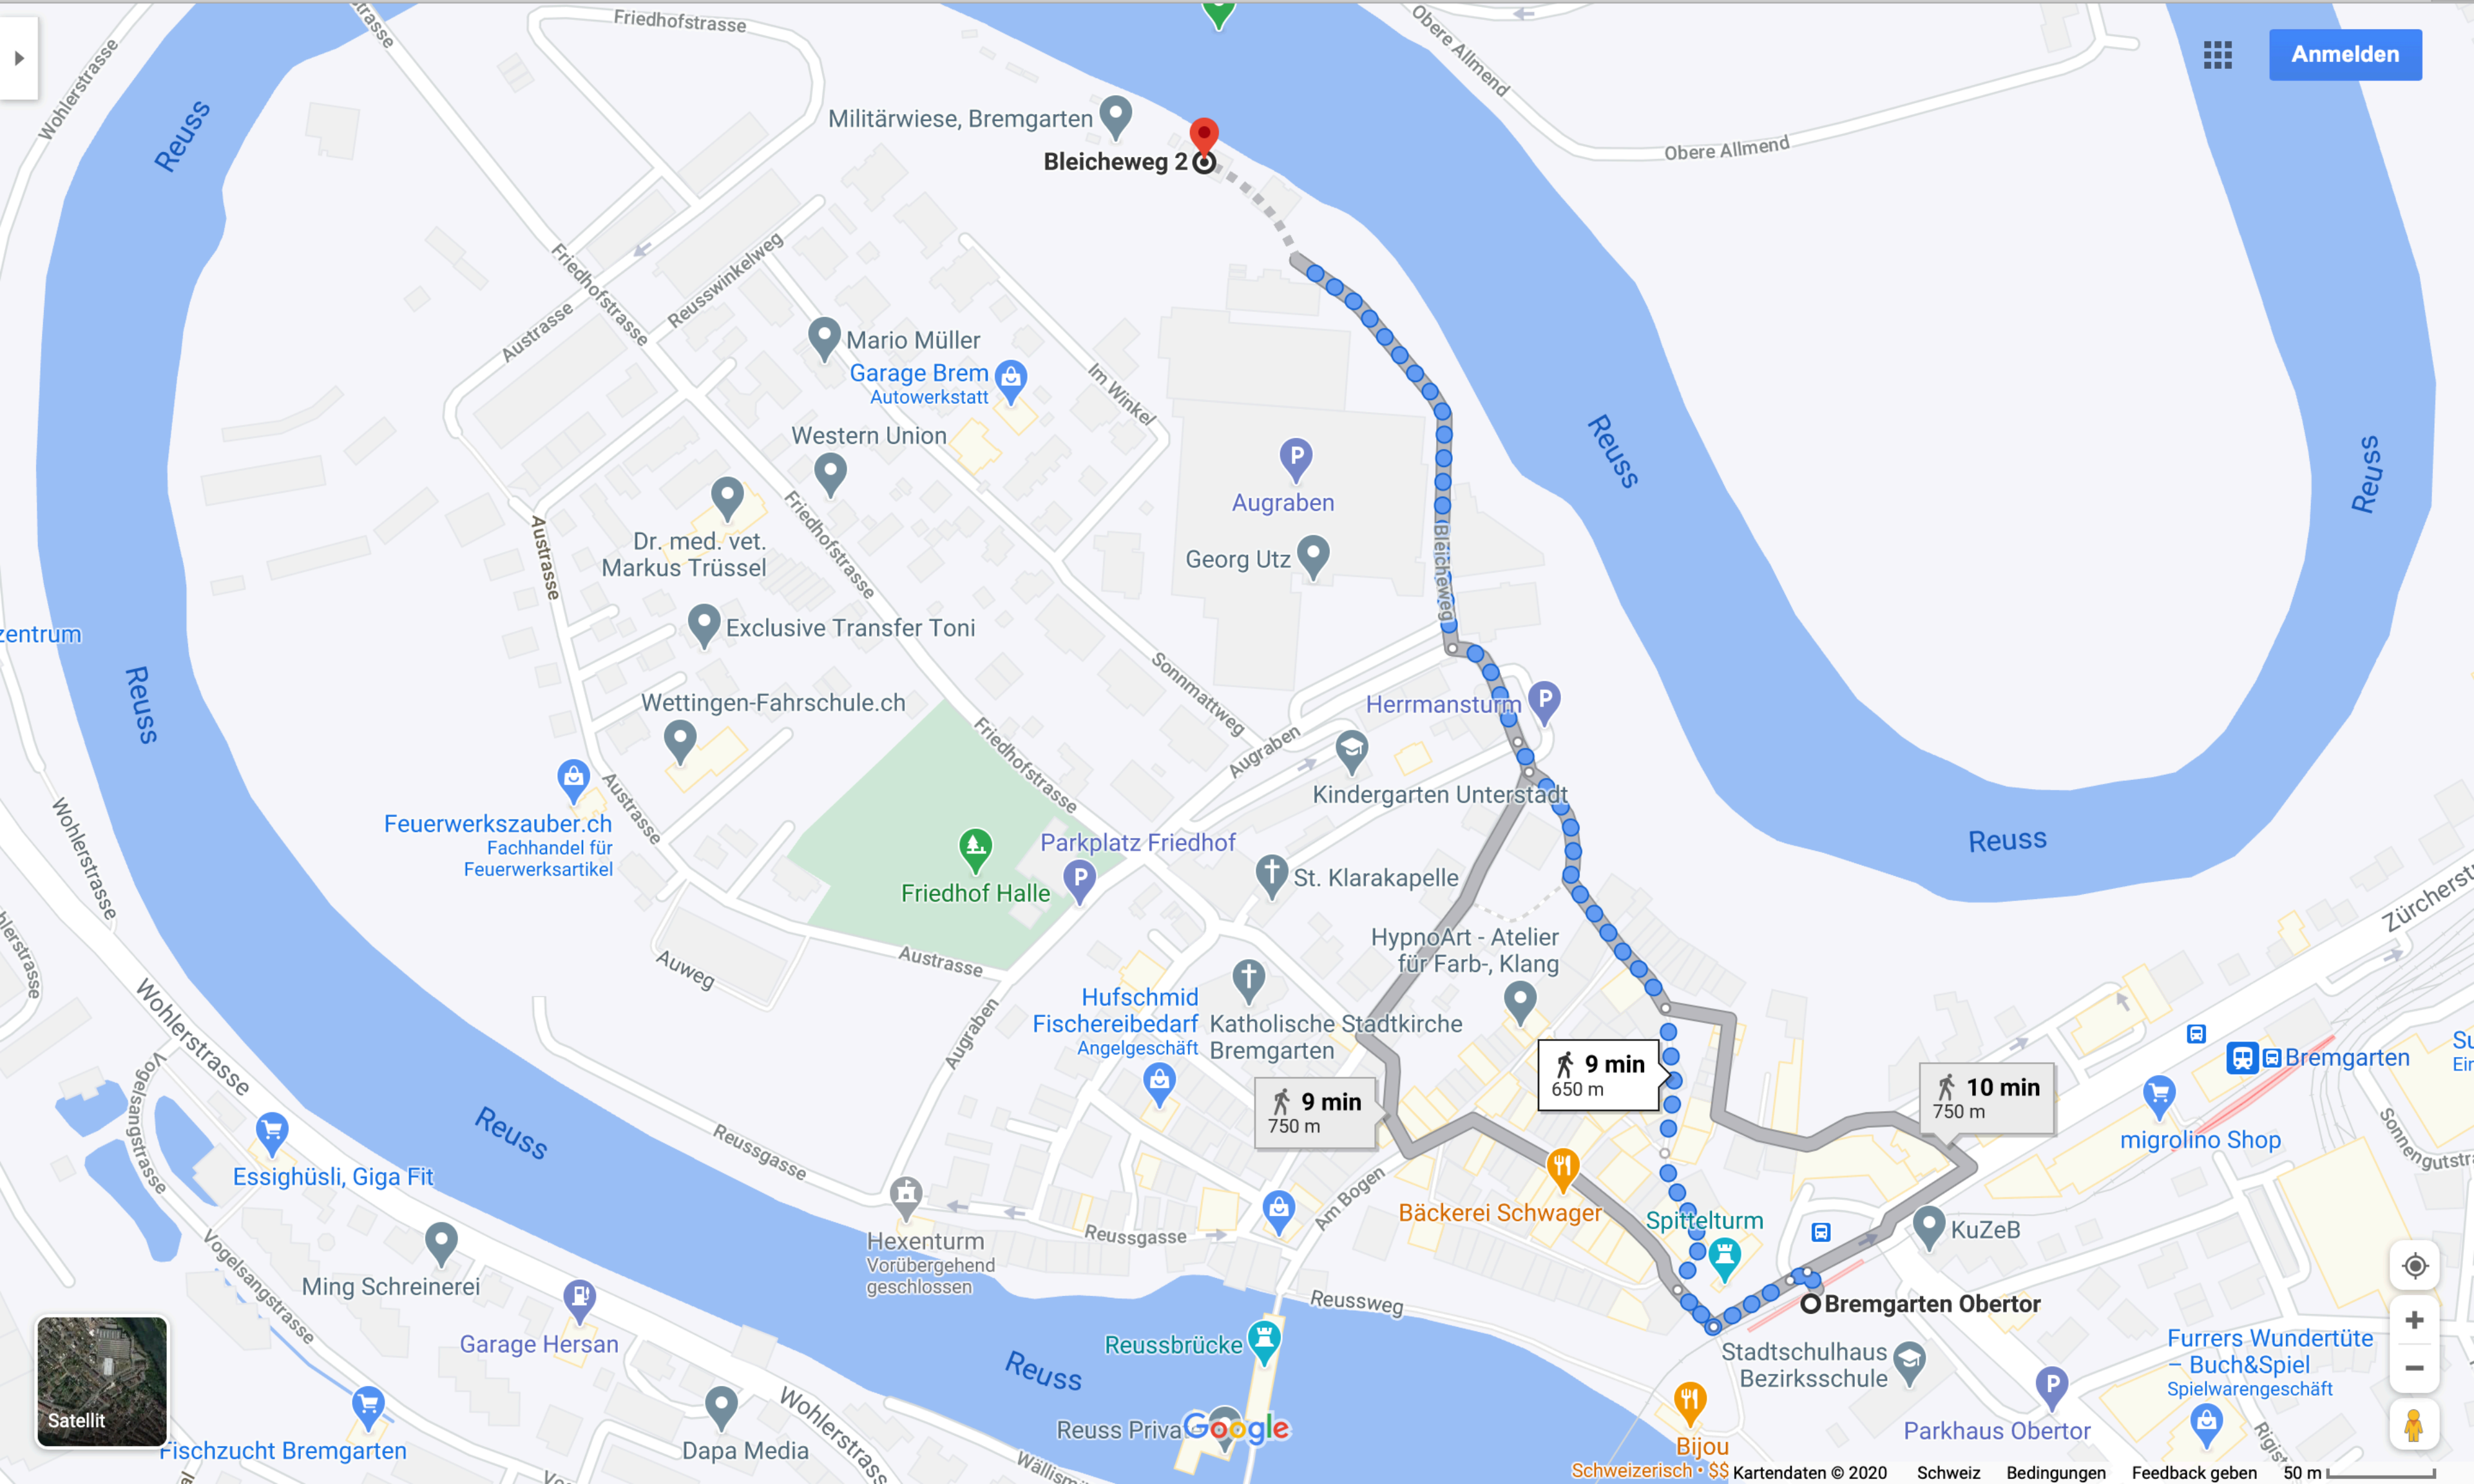 Friedhofstrasse
Obere Allmend
Anmelden
Wohlerstrasse
Reuss
Militärwiese, Bremgarten
Bleicheweg 2
Obere Allmend
Friedhofstrasse
Reusswinkelweg
Austrasse
Mario Müller
Garage Brem
Autowerkstatt
Im Winkel
Western Union
Reuss
Reuss
P
Augraben
Friedhofstrasse
Austrasse
Dr. med. vet.
Markus Trüssel
Georg Utz
Bleicheweg
Exclusive Transfer Toni
zentrum
Reuss
Sonnmattweg
Wettingen-Fahrschule.ch
Herrmansturm
P
Friedhofstrasse
Augraben
Kindergarten Unterstadt
Austrasse
Feuerwerkszauber.ch
Fachhandel für
Feuerwerksartikel
Wohlerstrasse
Parkplatz Friedhof
P
Reuss
Friedhof Halle
St. Klarakapelle
Zürcherst
Austrasse
Auweg
HypnoArt - Atelier
für Farb-, Klang
Hufschmid
Fischereibedarf
Angelgeschäft
Katholische Stadtkirche
Bremgarten
Augraben
Wohlerstrasse
Vogelsangstrasse
9 min
650 m
9 min
750 m
10 min
750 m
Bremgarten
migrolino Shop
Sonnengutstr
Reuss
Reussgasse
Essighüsli, Giga Fit
Am Bogen
Bäckerei Schwager
Spittelturm
KuZeB
Hexenturm
Vorübergehend
geschlossen
Reussgasse
Vogelsangstrasse
Ming Schreinerei
Reussweg
Bremgarten Obertor
Garage Hersan
Reussbrücke
Reuss
Stadtschulhaus
Bezirksschule
Furrers Wundertüte
– Buch&Spiel
Spielwarengeschäft
P
Parkhaus Obertor
Satellit
Fischzucht Bremgarten
Dapa Media
Wohlerstrass
Reuss Priva
Google
Bijou
Schweizerisch • $$
Rigist
Wällism
Kartendaten © 2020 Schweiz Bedingungen Feedback geben 50 m